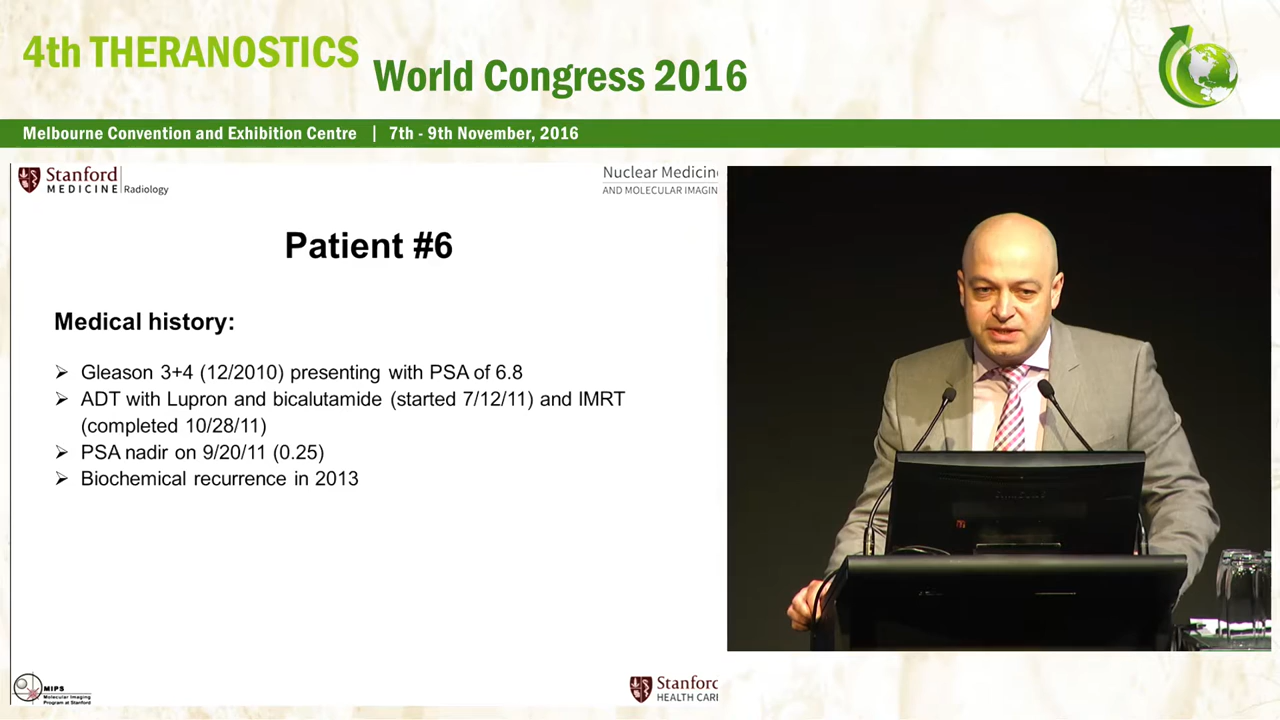 4th THERANOSTICS
World Congress 2016
Melbourne Convention and Exhibition Centre | 7th - 9th November, 2016
Stanford
MEDICINE Radiology
Nuclear Medicin
AND MOLECULAR IMAGIN
Patient #6
Medical history:
➢ Gleason 3+4 (12/2010) presenting with PSA of 6.8
➢ ADT with Lupron and bicalutamide (started 7/12/11) and IMRT
(completed 10/28/11)
➢ PSA nadir on 9/20/11 (0.25)
➢ Biochemical recurrence in 2013
MIPS
Molecular Imaging
Program at Stanford
Stanford
HEALTH CARE